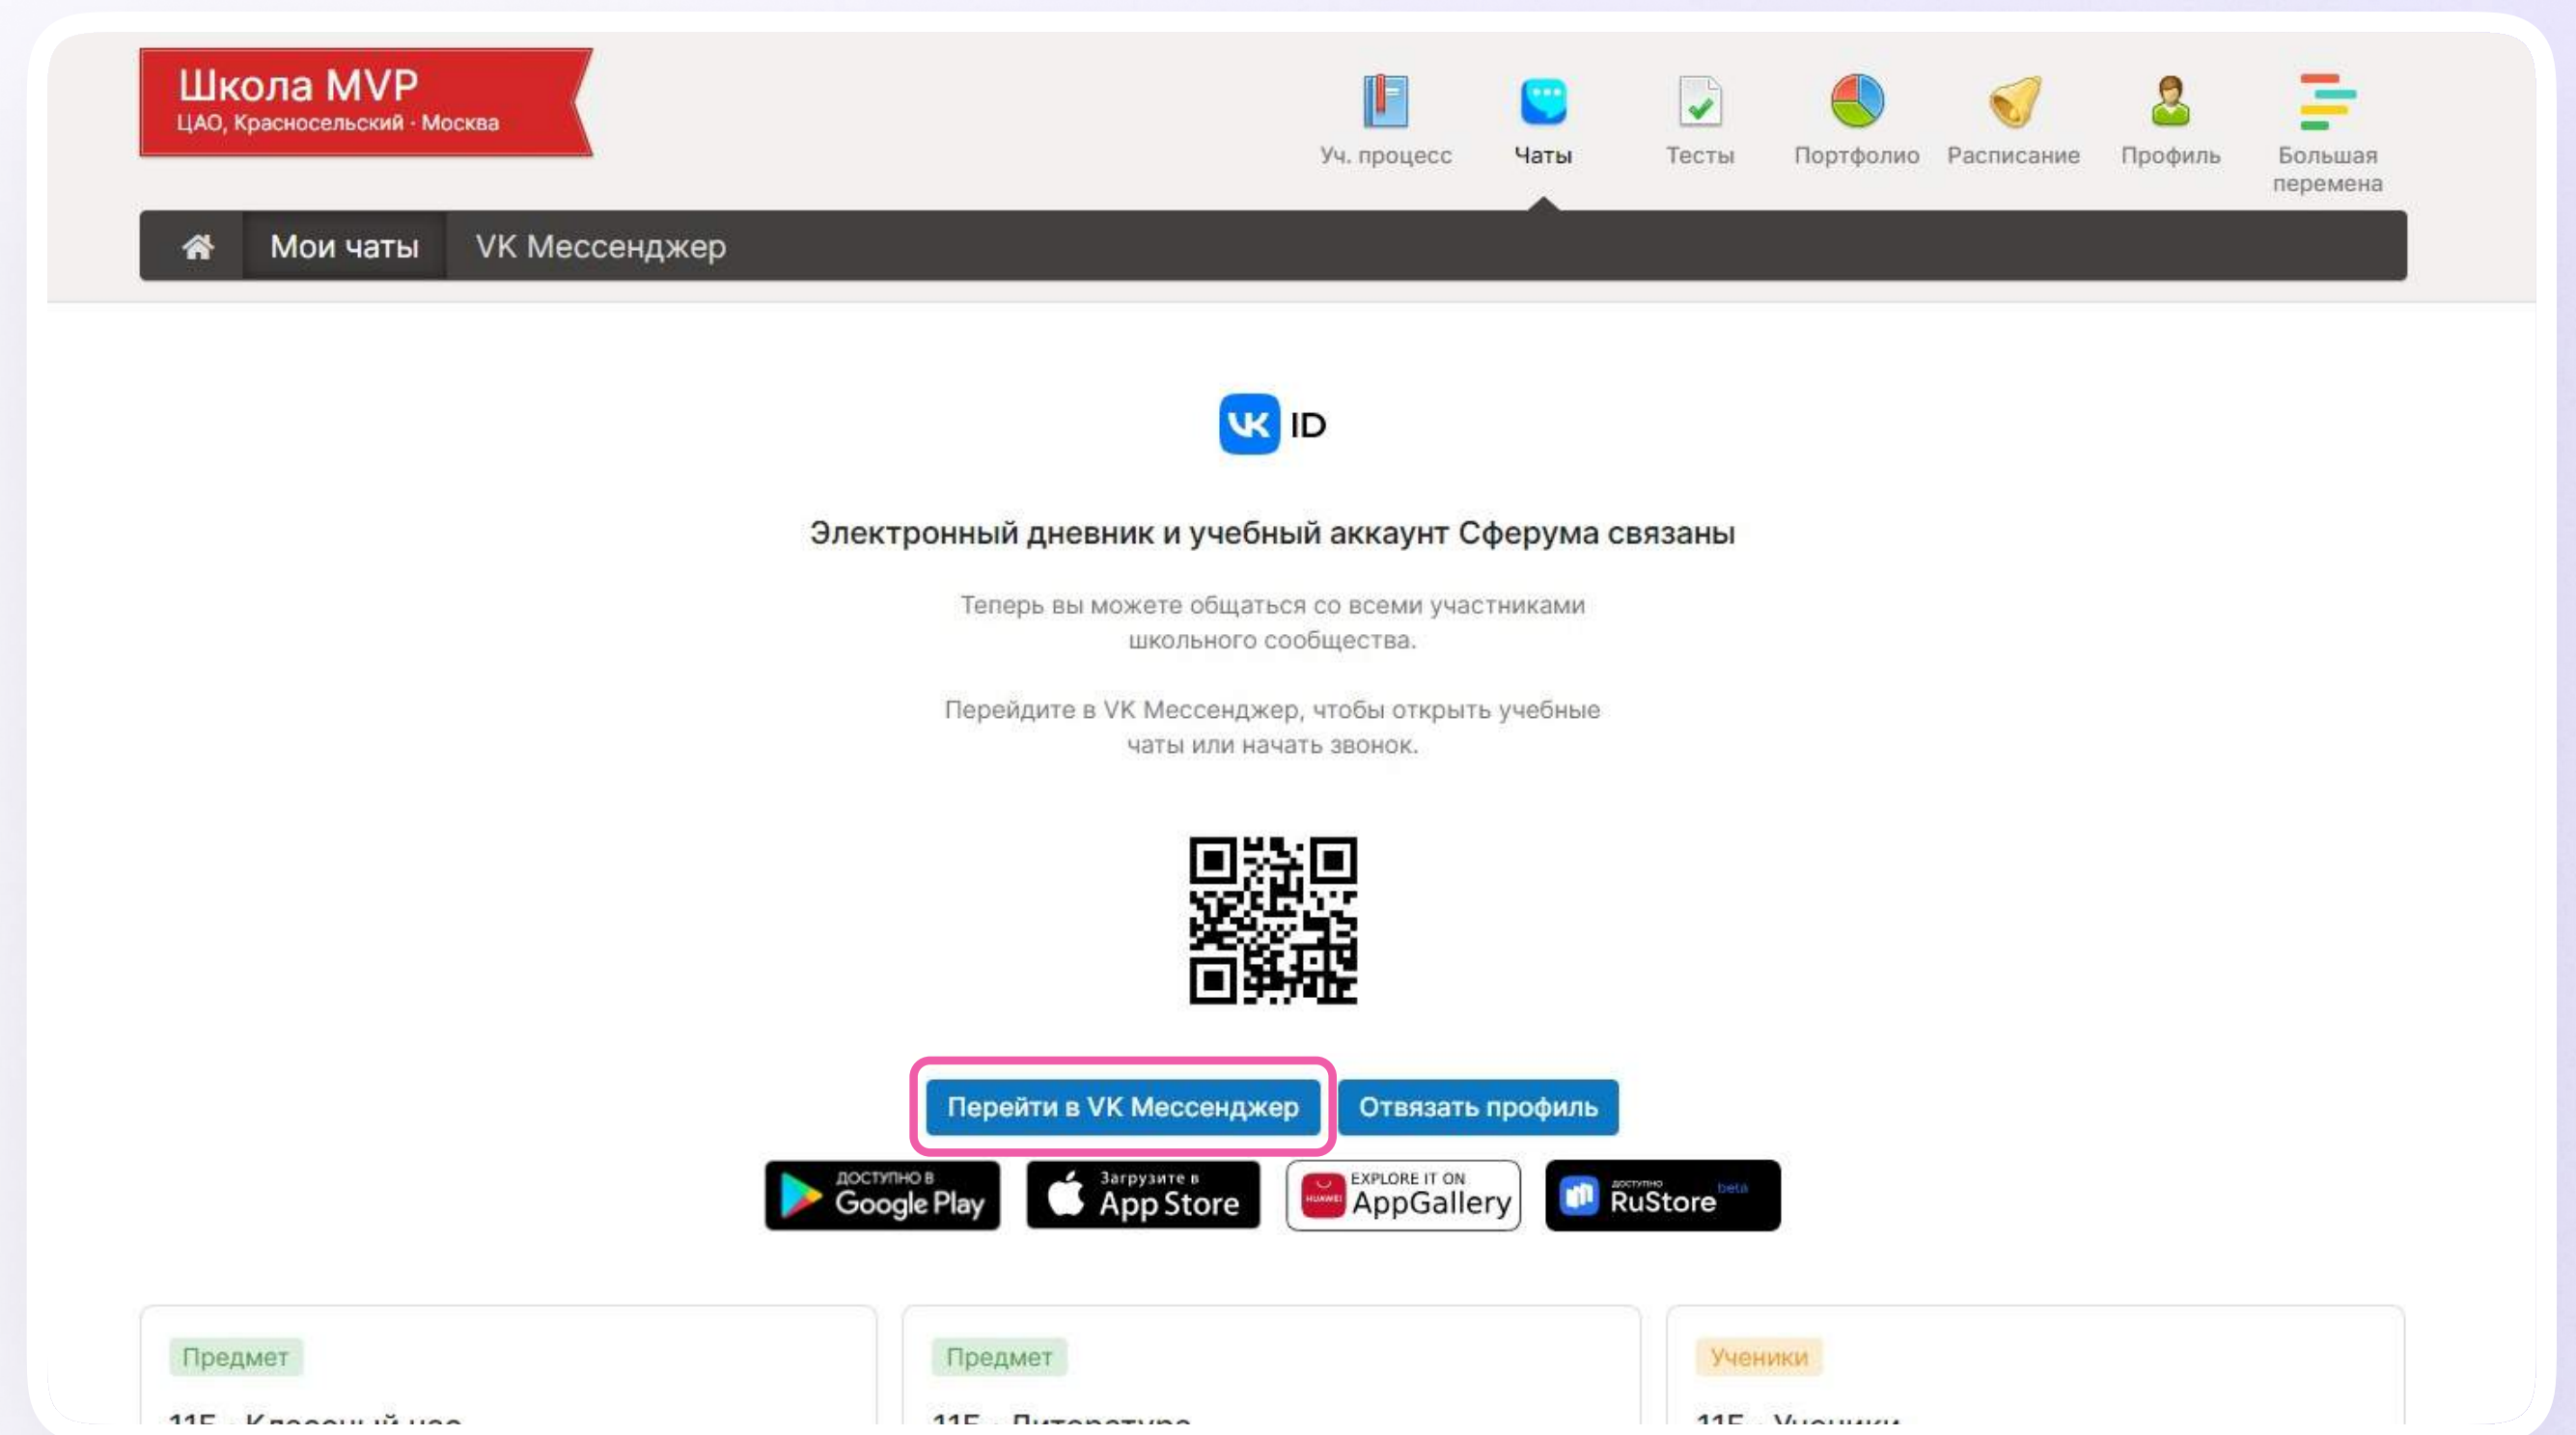 Школа MVP
ЦАО, Красносельский · Москва
Уч. процесс
Чаты
Тесты
Портфолио
Расписание
Профиль
Большая
перемена
Мои чаты
VK Мессенджер
VK ID
Электронный дневник и учебный аккаунт Сферума связаны
Теперь вы можете общаться со всеми участниками
школьного сообщества.
Перейдите в VK Мессенджер, чтобы открыть учебные
чаты или начать звонок.
Перейти в VK Мессенджер
Отвязать профиль
ДОСТУПНО В
Google Play
Загрузите в
App Store
HUAWEI
EXPLORE IT ON
AppGallery
ДОСТУПНО
RuStore beta
Предмет
Предмет
Ученики